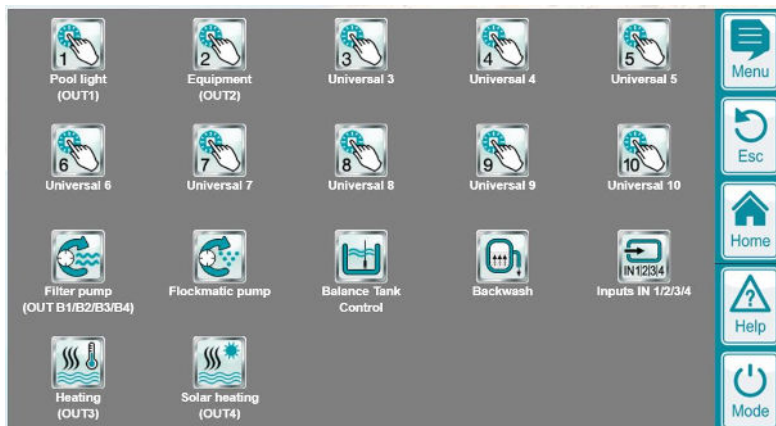 1
2
3
4
5
Pool light
(OUT1)
Equipment
(OUT2)
Universal 3
Universal 4
Universal 5
6
7
8
9
10
Universal 6
Universal 7
Universal 8
Universal 9
Universal 10
IN1|2|3|4
Filter pump
(OUT B1/B2/B3/B4)
Flockmatic pump
Balance Tank
Control
Backwash
Inputs IN 1/2/3/4
Heating
(OUT3)
Solar heating
(OUT4)
Menu
Esc
Home
?
Help
Mode